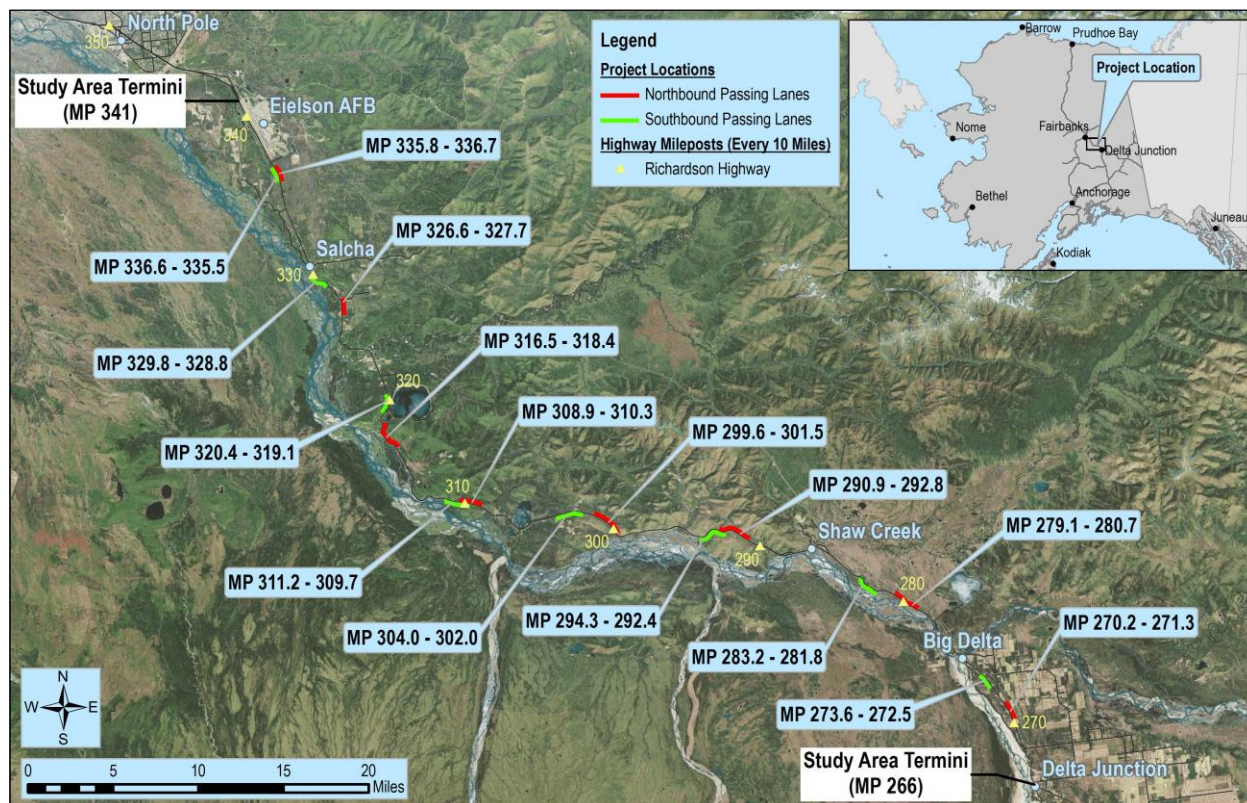 North Pole
350
Study Area Termini
(MP 341)
Eielson AFB
340
MP 335.8 - 336.7
MP 326.6 - 327.7
MP 336.6 - 335.5
Salcha
330
MP 329.8 - 328.8
MP 316.5 - 318.4
320
MP 308.9 - 310.3
MP 320.4 - 319.1
MP 299.6 - 301.5
310
MP 290.9 - 292.8
300
Shaw Creek
290
MP 279.1 - 280.7
MP 311.2 - 309.7
280
MP 304.0 - 302.0
MP 294.3 - 292.4
MP 283.2 - 281.8
Big Delta
MP 270.2 - 271.3
MP 273.6 - 272.5
270
Study Area Termini
(MP 266)
Delta Junction
Legend
Project Locations
Northbound Passing Lanes
Southbound Passing Lanes
Highway Mileposts (Every 10 Miles)
Richardson Highway
Barrow
Prudhoe Bay
Project Location
Nome
Fairbanks
Delta Junction
Bethel
Anchorage
Juneau
Kodiak
N
W
E
S
0 5 10 15 20
Miles